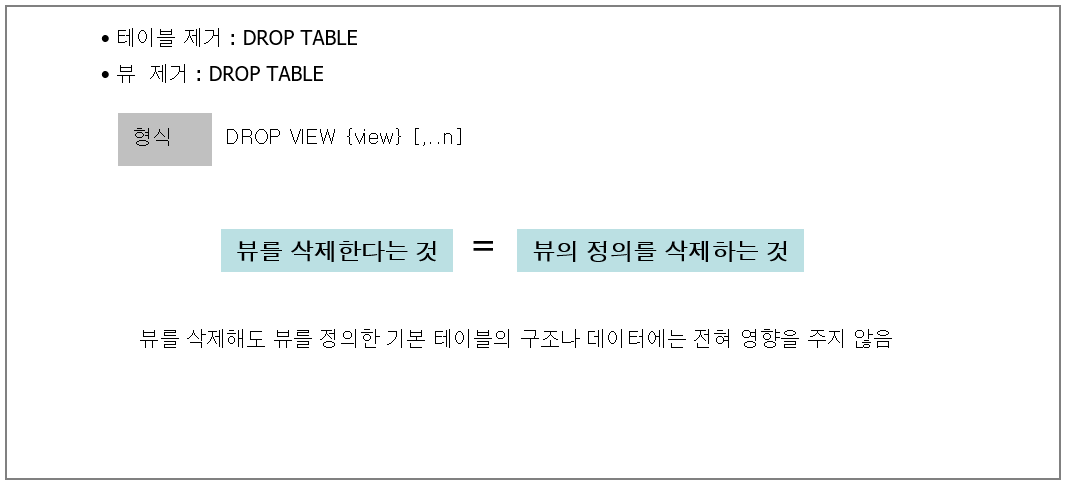 • 테이블 제거 : DROP TABLE
• 뷰 제거 : DROP TABLE
형식 DROP VIEW {view} [,..n]
뷰를 삭제한다는 것 = 뷰의 정의를 삭제하는 것
뷰를 삭제해도 뷰를 정의한 기본 테이블의 구조나 데이터에는 전혀 영향을 주지 않음